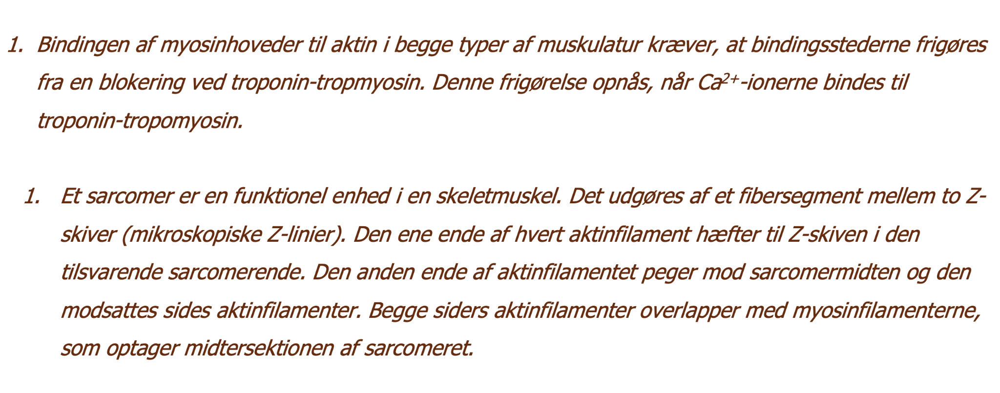 1. Bindingen af myosinhoveder til aktin i begge typer af muskulatur kræver, at bindingsstederne frigøres
fra en blokering ved troponin-tropmyosin. Denne frigørelse opnås, når Ca²⁺-ionerne bindes til
troponin-tropomyosin.
1. Et sarcomer er en funktionel enhed i en skeletmuskel. Det udgøres af et fibersegment mellem to Z-
skiver (mikroskopiske Z-linier). Den ene ende af hvert aktinfilament hæfter til Z-skiven i den
tilsvarende sarcomerende. Den anden ende af aktinfilamentet peger mod sarcomermidten og den
modsattes sides aktinfilamenter. Begge siders aktinfilamenter overlapper med myosinfilamenterne,
som optager midtersektionen af sarcomeret.